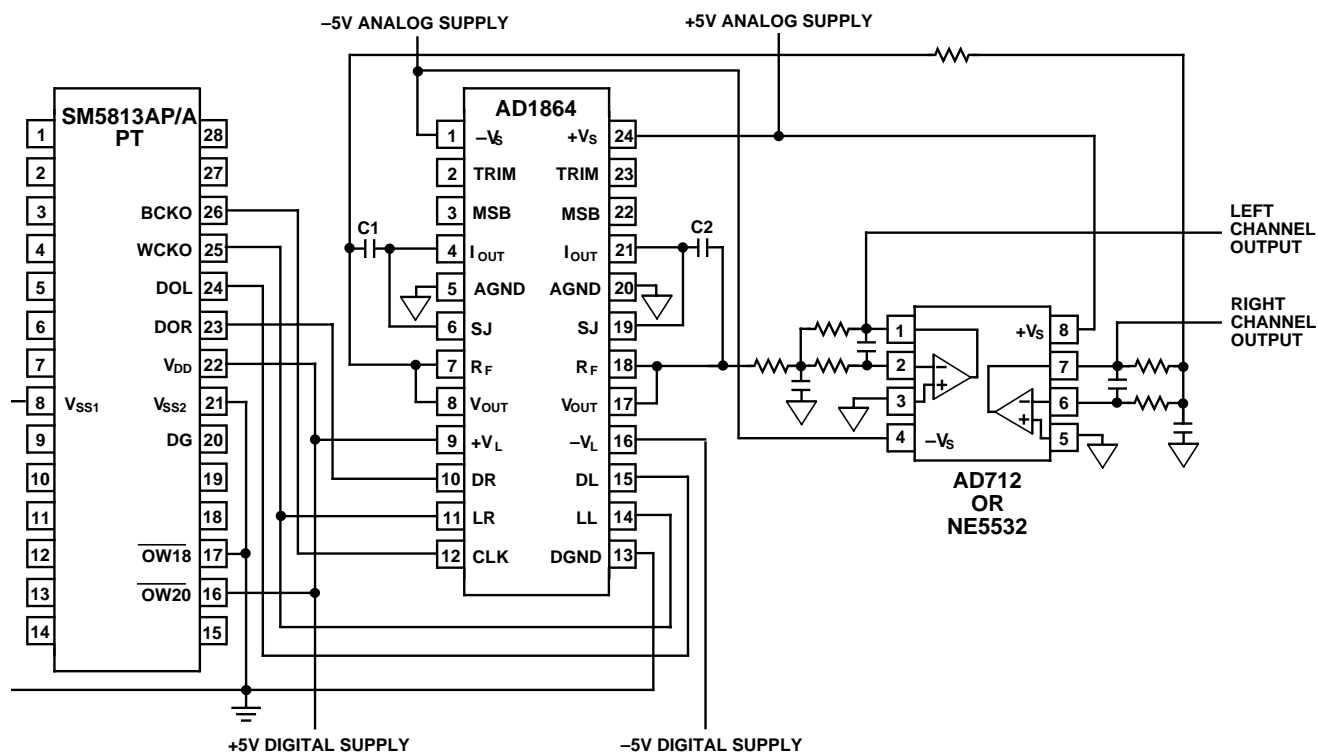 –5V ANALOG SUPPLY
+5V ANALOG SUPPLY
SM5813AP/A
PT
1
2
3
4
5
6
7
8 VSS1
9
10
11
12
13
14
28
27
BCKO 26
WCKO 25
DOL 24
DOR 23
VDD 22
VSS2 21
DG 20
19
18
OW18 17
OW20 16
15
C1
AD1864
1 –VS
2 TRIM
3 MSB
4 IOUT
5 AGND
6 SJ
7 RF
8 VOUT
9 +VL
10 DR
11 LR
12 CLK
+VS 24
TRIM 23
MSB 22
IOUT 21
AGND 20
SJ 19
RF 18
VOUT 17
–VL 16
DL 15
LL 14
DGND 13
C2
1
2
3
4 –VS
+VS 8
7
6
5
–
+
–
+
AD712
OR
NE5532
LEFT
CHANNEL
OUTPUT
RIGHT
CHANNEL
OUTPUT
+5V DIGITAL SUPPLY
–5V DIGITAL SUPPLY